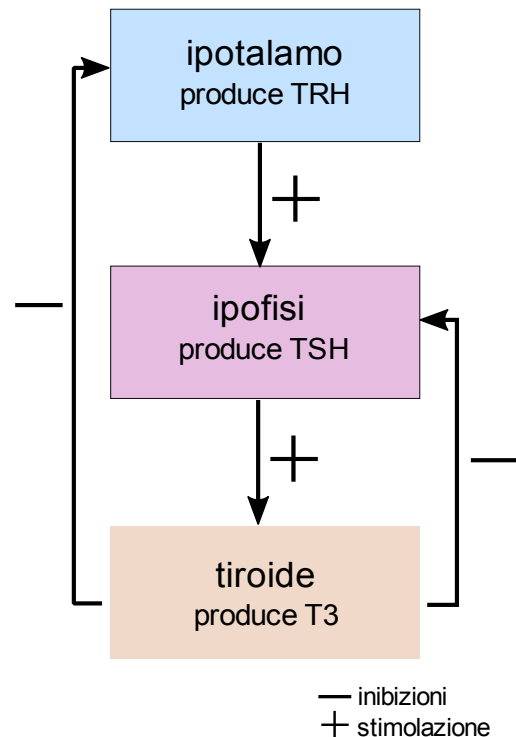 ipotalamo
produce TRH
+
—
ipofisi
produce TSH
+
—
tiroide
produce T3
— inibizioni
+ stimolazione